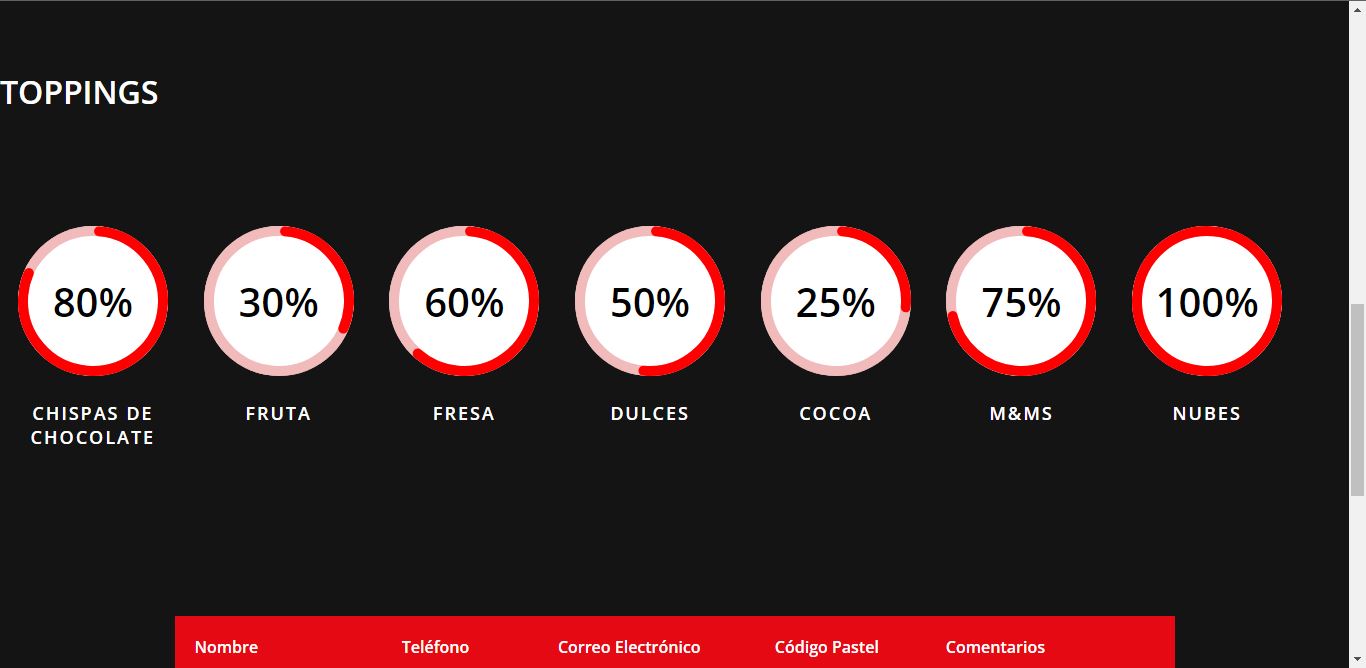 TOPPINGS
80% 30% 60% 50% 25% 75% 100%
CHISPAS DE FRUTA FRESA DULCES COCOA M&MS NUBES
CHOCOLATE
Nombre Teléfono Correo Electrónico Código Pastel Comentarios